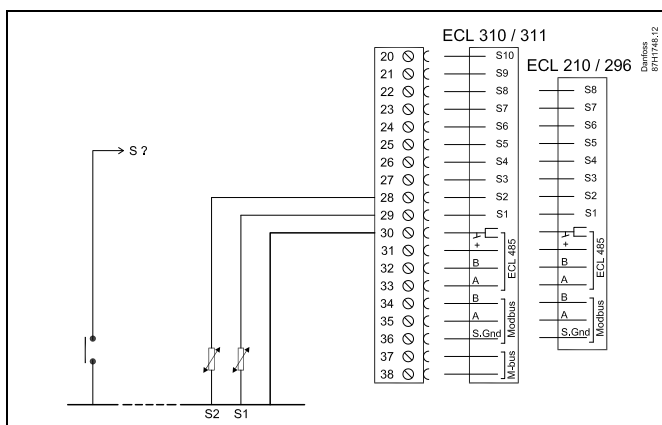 ECL 310 / 311
ECL 210 / 296
Danfoss
87H1748.12
20 S10
21 S9
22 S8 S8
23 S7 S7
24 S6 S6
25 S5 S5
26 S4 S4
27 S3 S3
28 S2 S2
29 S1 S1
30
31 + +
32 B B
33 A A
ECL 485 ECL 485
34 B B
35 A A
36 S.Gnd S.Gnd
Modbus Modbus
37
38
M-bus
S ?
S2 S1